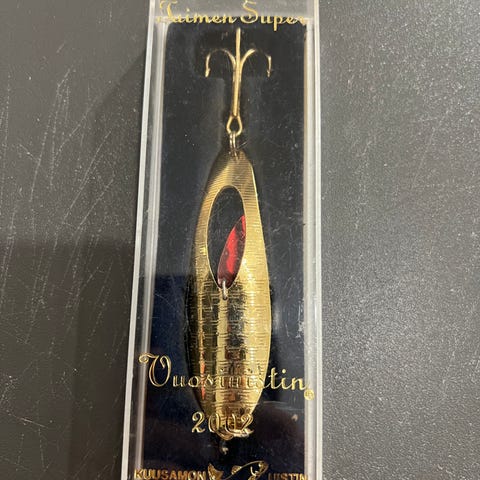 Taimen Super
Vuosiuistin
2002
KUUSAMON UISTIN